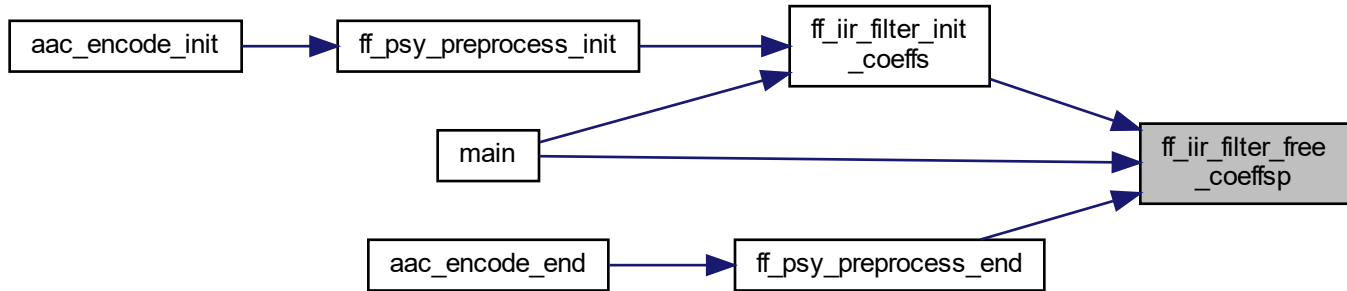 aac_encode_init
ff_psy_preprocess_init
ff_iir_filter_init
_coeffs
main
ff_iir_filter_free
_coeffsp
aac_encode_end
ff_psy_preprocess_end